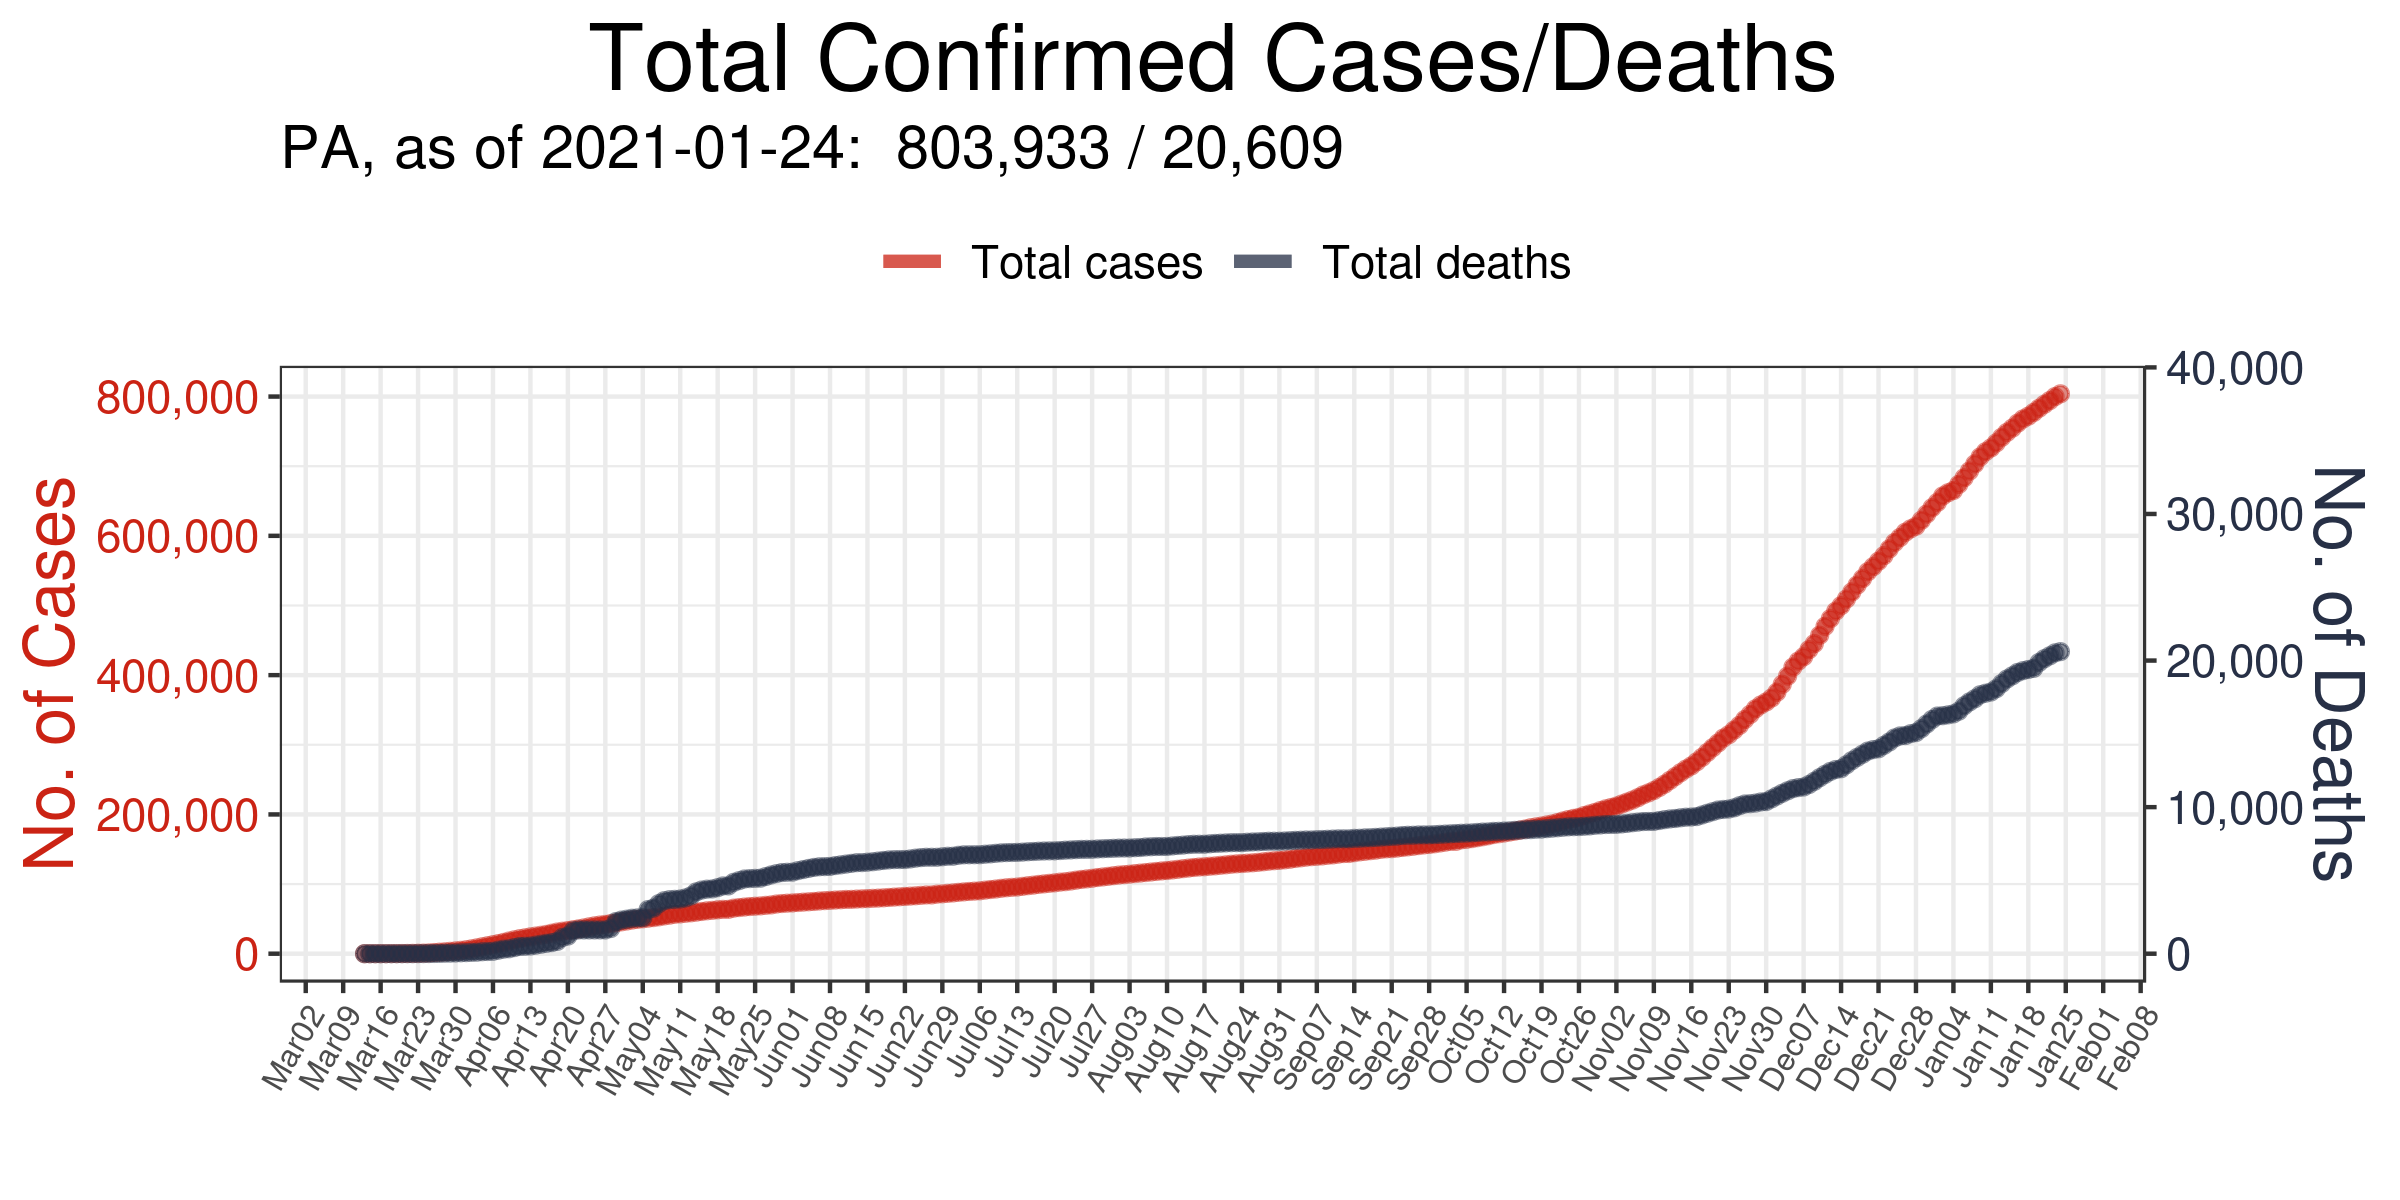 Total Confirmed Cases/Deaths
PA, as of 2021-01-24:  803,933 / 20,609
Total cases
Total deaths
No. of Cases
800,000
600,000
400,000
200,000
0
40,000
30,000
20,000
10,000
0
No. of Deaths
Mar02
Mar09
Mar16
Mar23
Mar30
Apr06
Apr13
Apr20
Apr27
May04
May11
May18
May25
Jun01
Jun08
Jun15
Jun22
Jun29
Jul06
Jul13
Jul20
Jul27
Aug03
Aug10
Aug17
Aug24
Aug31
Sep07
Sep14
Sep21
Sep28
Oct05
Oct12
Oct19
Oct26
Nov02
Nov09
Nov16
Nov23
Nov30
Dec07
Dec14
Dec21
Dec28
Dec04
Jan11
Jan18
Jan25
Feb01
Feb08